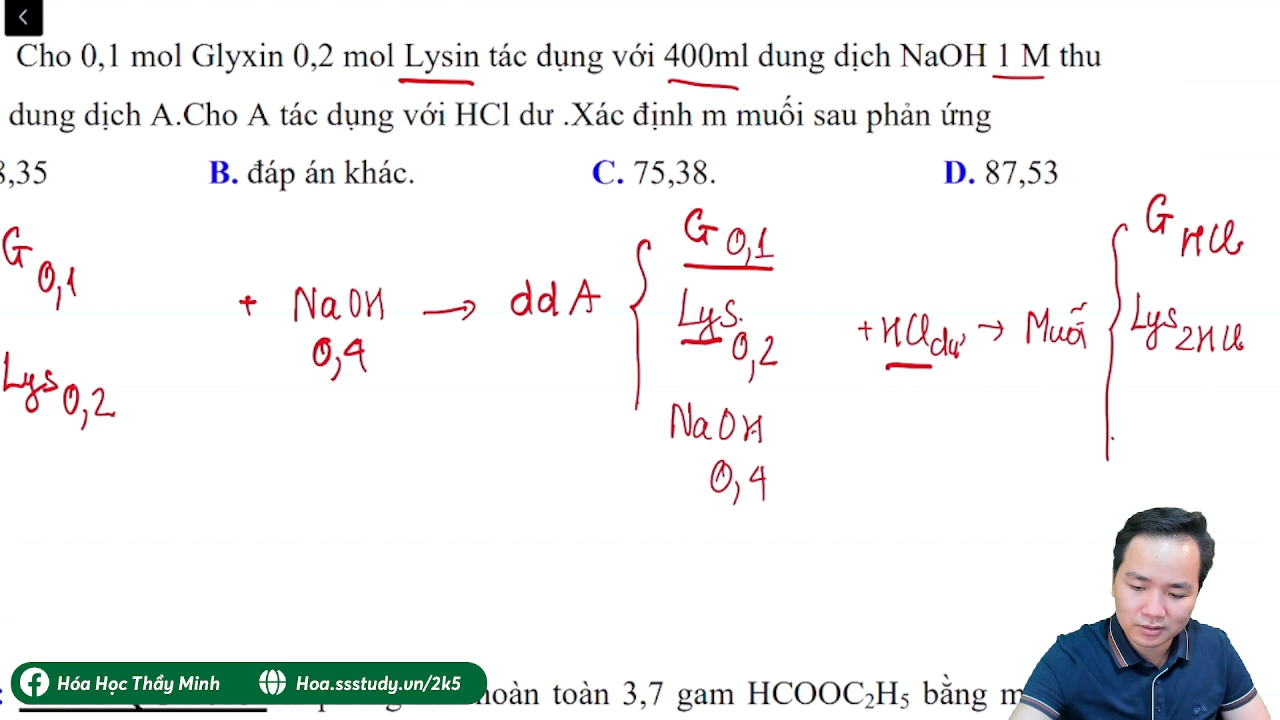 Cho 0,1 mol Glyxin 0,2 mol Lysin tác dụng với 400ml dung dịch NaOH 1 M thu
dung dịch A.Cho A tác dụng với HCl dư .Xác định m muối sau phản ứng
8,35 B. đáp án khác. C. 75,38. D. 87,53
G 0,1
Lys 0,2
+ NaOH 0,4 → ddA
G 0,1
Lys. 0,2
NaOH 0,4
+ HCl dư → Muối
G HCl
Lys 2HCl
Hóa Học Thầy Minh Hoa.ssstudy.vn/2k5
hoàn toàn 3,7 gam HCOOC₂H₅ bằng m